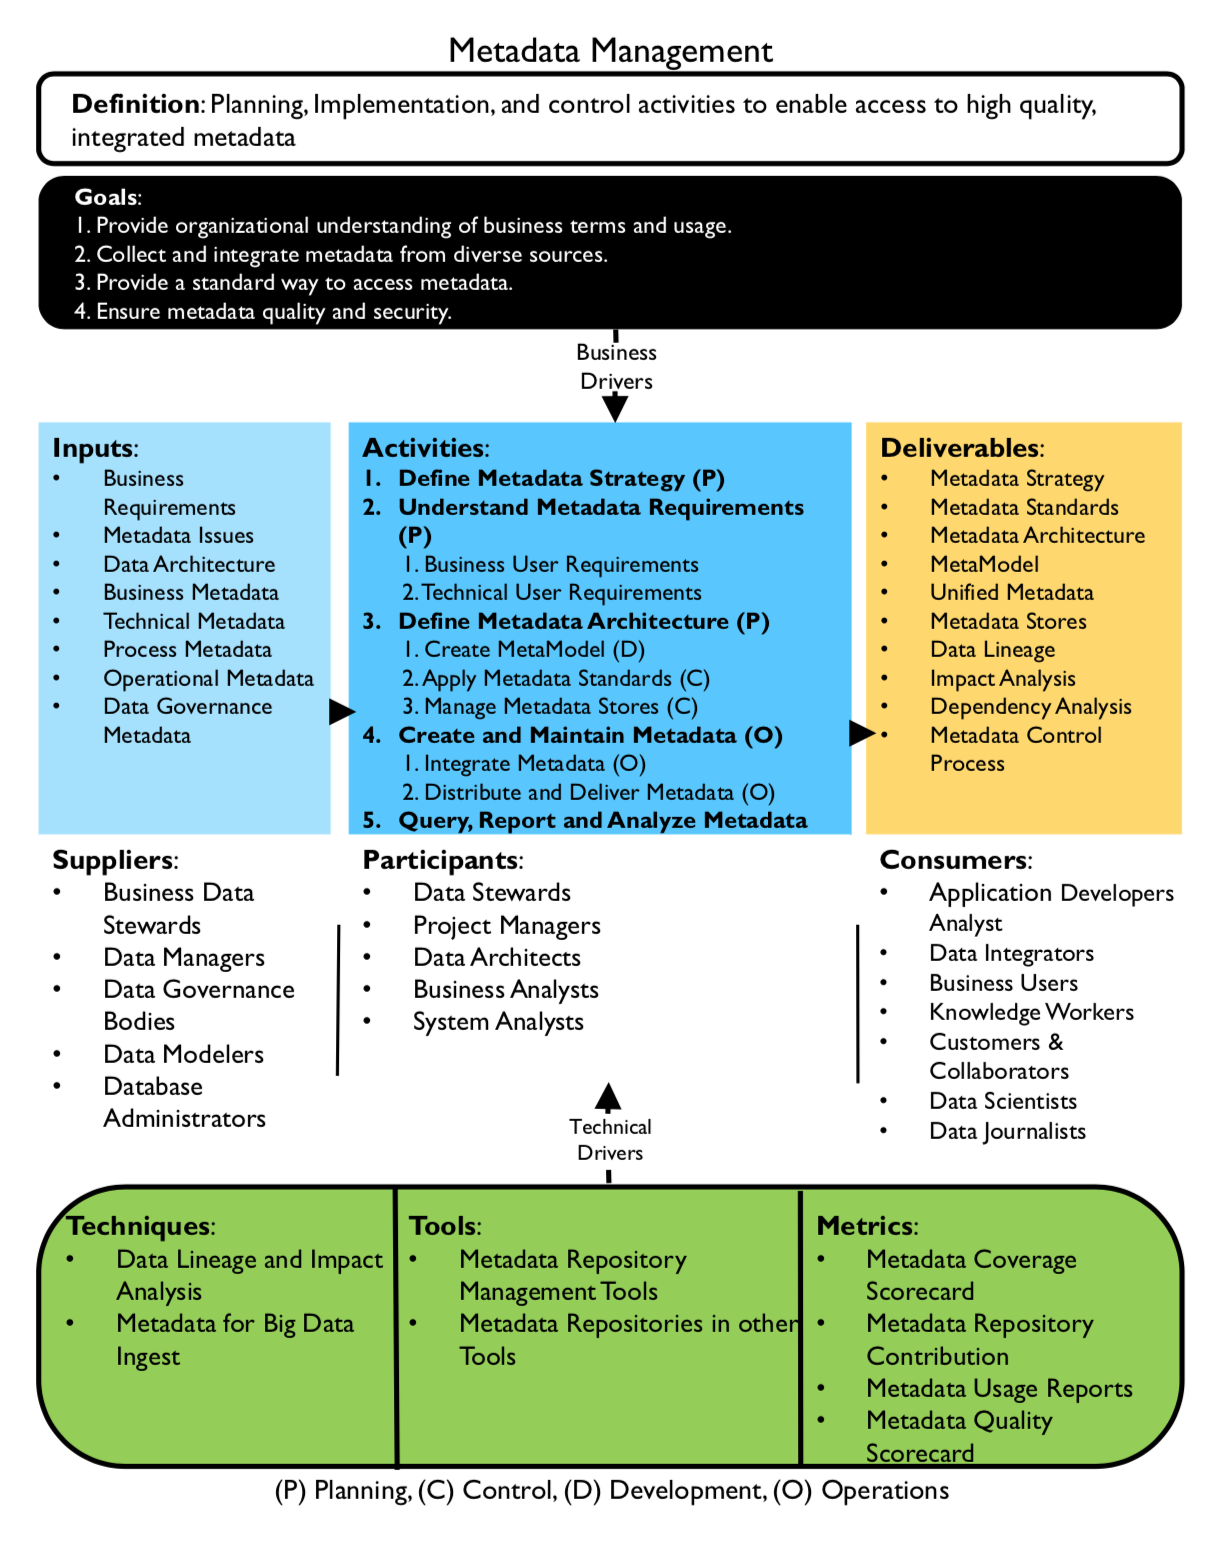 Metadata Management
Definition: Planning, Implementation, and control activities to enable access to high quality,
integrated metadata
Goals:
1. Provide organizational understanding of business terms and usage.
2. Collect and integrate metadata from diverse sources.
3. Provide a standard way to access metadata.
4. Ensure metadata quality and security.
Business
Drivers
Inputs:
• Business
Requirements
• Metadata Issues
• Data Architecture
• Business Metadata
• Technical Metadata
• Process Metadata
• Operational Metadata
• Data Governance
Metadata
Activities:
1. Define Metadata Strategy (P)
2. Understand Metadata Requirements
(P)
1. Business User Requirements
2. Technical User Requirements
3. Define Metadata Architecture (P)
1. Create MetaModel (D)
2. Apply Metadata Standards (C)
3. Manage Metadata Stores (C)
4. Create and Maintain Metadata (O)
1. Integrate Metadata (O)
2. Distribute and Deliver Metadata (O)
5. Query, Report and Analyze Metadata
Deliverables:
• Metadata Strategy
• Metadata Standards
• Metadata Architecture
• MetaModel
• Unified Metadata
• Metadata Stores
• Data Lineage
• Impact Analysis
• Dependency Analysis
• Metadata Control
Process
Suppliers:
• Business Data
Stewards
• Data Managers
• Data Governance
Bodies
• Data Modelers
• Database
Administrators
Participants:
• Data Stewards
• Project Managers
• Data Architects
• Business Analysts
• System Analysts
Consumers:
• Application Developers
Analyst
• Data Integrators
• Business Users
• Knowledge Workers
• Customers &
Collaborators
• Data Scientists
• Data Journalists
Technical
Drivers
Techniques:
• Data Lineage and Impact
Analysis
• Metadata for Big Data
Ingest
Tools:
• Metadata Repository
Management Tools
• Metadata Repositories in other
Tools
Metrics:
• Metadata Coverage
Scorecard
• Metadata Repository
Contribution
• Metadata Usage Reports
• Metadata Quality
Scorecard
(P) Planning, (C) Control, (D) Development, (O) Operations